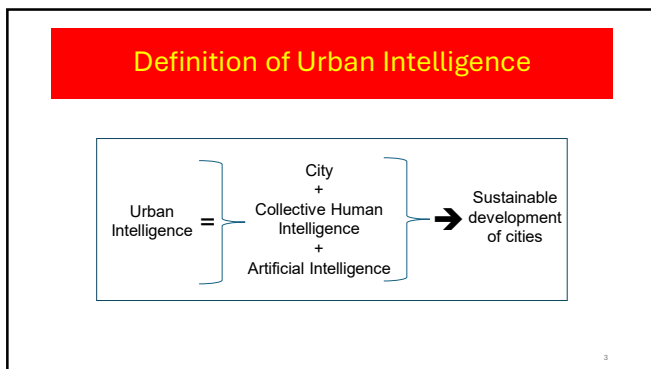 Definition of Urban Intelligence
Urban
Intelligence
=
City
+
Collective Human
Intelligence
+
Artificial Intelligence
➔
Sustainable
development
of cities
3